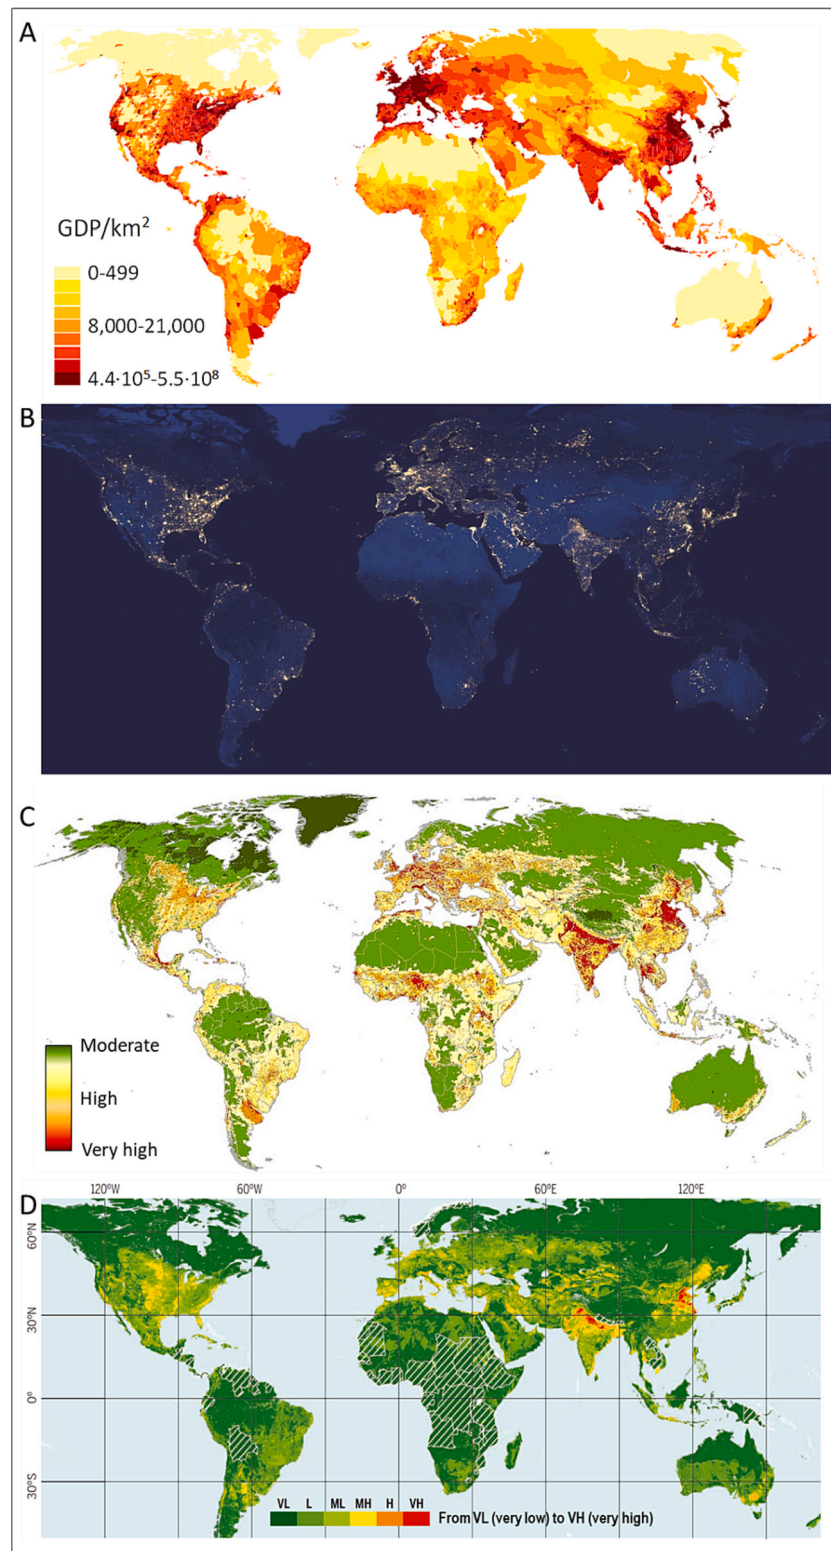 A
GDP/km²
0-499
8,000-21,000
4.4·10⁵-5.5·10⁸
B
C
Moderate
High
Very high
120°W 60°W 0° 60°E 120°E
D
60°N
30°N
0°
30°S
VL L ML MH H VH
From VL (very low) to VH (very high)